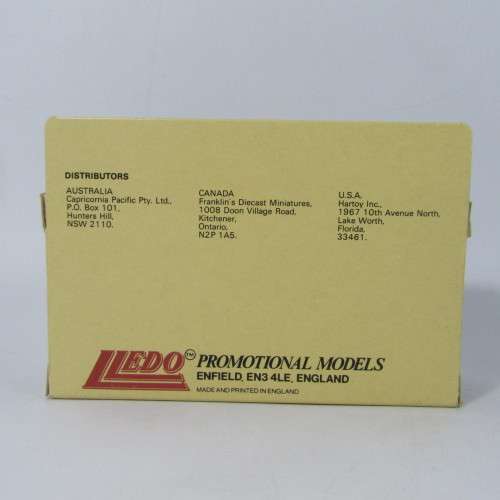 DISTRIBUTORS
AUSTRALIA
Capricornia Pacific Pty. Ltd.,
P.O. Box 101,
Hunters Hill,
NSW 2110.
CANADA
Franklin's Diecast Miniatures,
1008 Doon Village Road,
Kitchener,
Ontario,
N2P 1A5.
U.S.A.
Hartoy Inc.,
1967 10th Avenue North,
Lake Worth,
Florida,
33461.
LLEDO™ PROMOTIONAL MODELS
ENFIELD, EN3 4LE, ENGLAND
MADE AND PRINTED IN ENGLAND